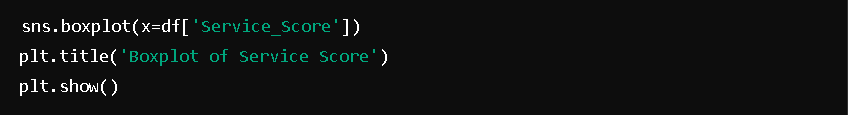 sns.boxplot(x=df['Service_Score'])
plt.title('Boxplot of Service Score')
plt.show()